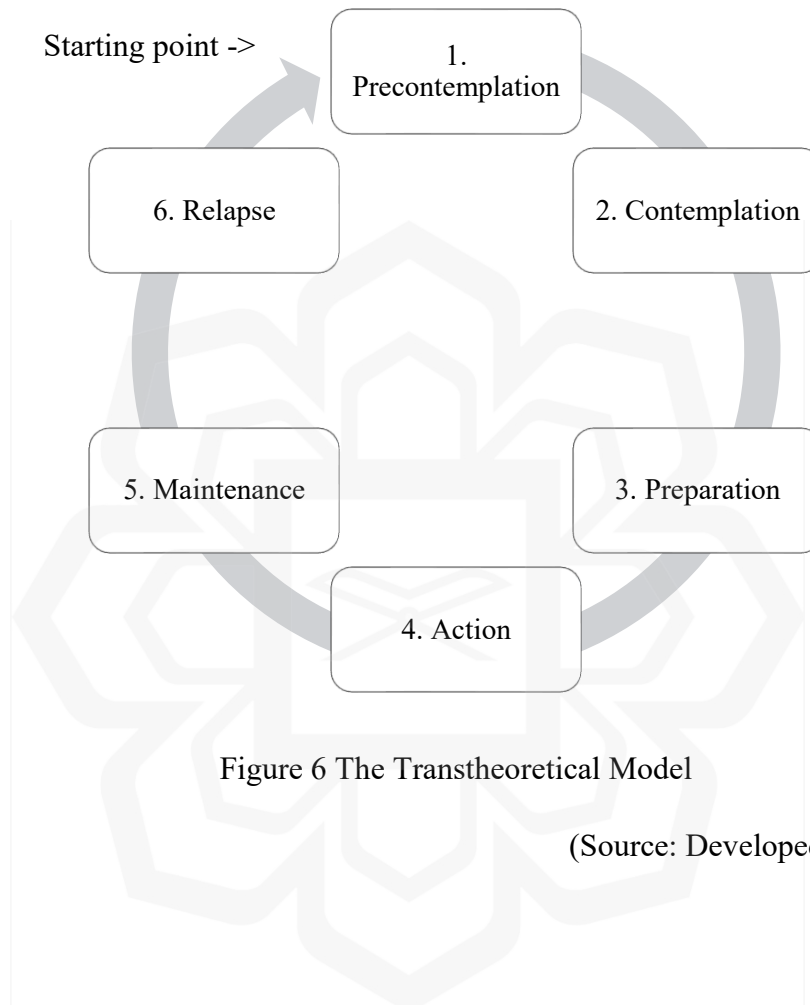 Starting point ->
1.
Precontemplation
2. Contemplation
3. Preparation
4. Action
5. Maintenance
6. Relapse
Figure 6 The Transtheoretical Model
(Source: Develope